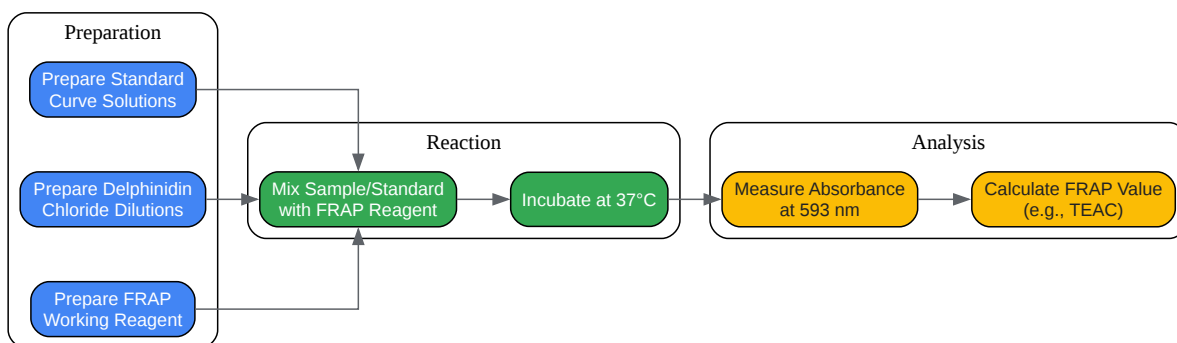 Preparation
Prepare Standard
Curve Solutions
Prepare Delphinidin
Chloride Dilutions
Prepare FRAP
Working Reagent
Reaction
Mix Sample/Standard
with FRAP Reagent
Incubate at 37°C
Analysis
Measure Absorbance
at 593 nm
Calculate FRAP Value
(e.g., TEAC)